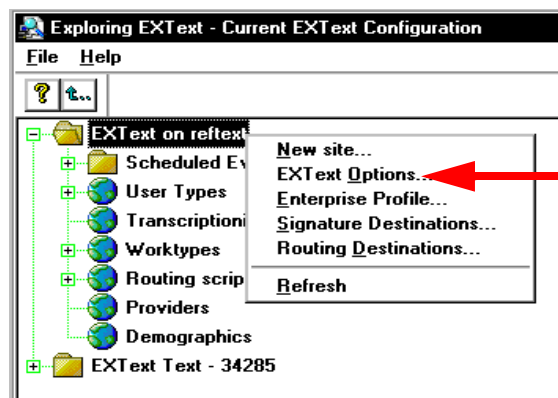 Exploring EXText - Current EXText Configuration
File Help
EXText on reftext
Scheduled Ev
User Types
Transcriptioni
Worktypes
Routing scrip
Providers
Demographics
EXText Text - 34285
New site...
EXText Options...
Enterprise Profile...
Signature Destinations...
Routing Destinations...
Refresh